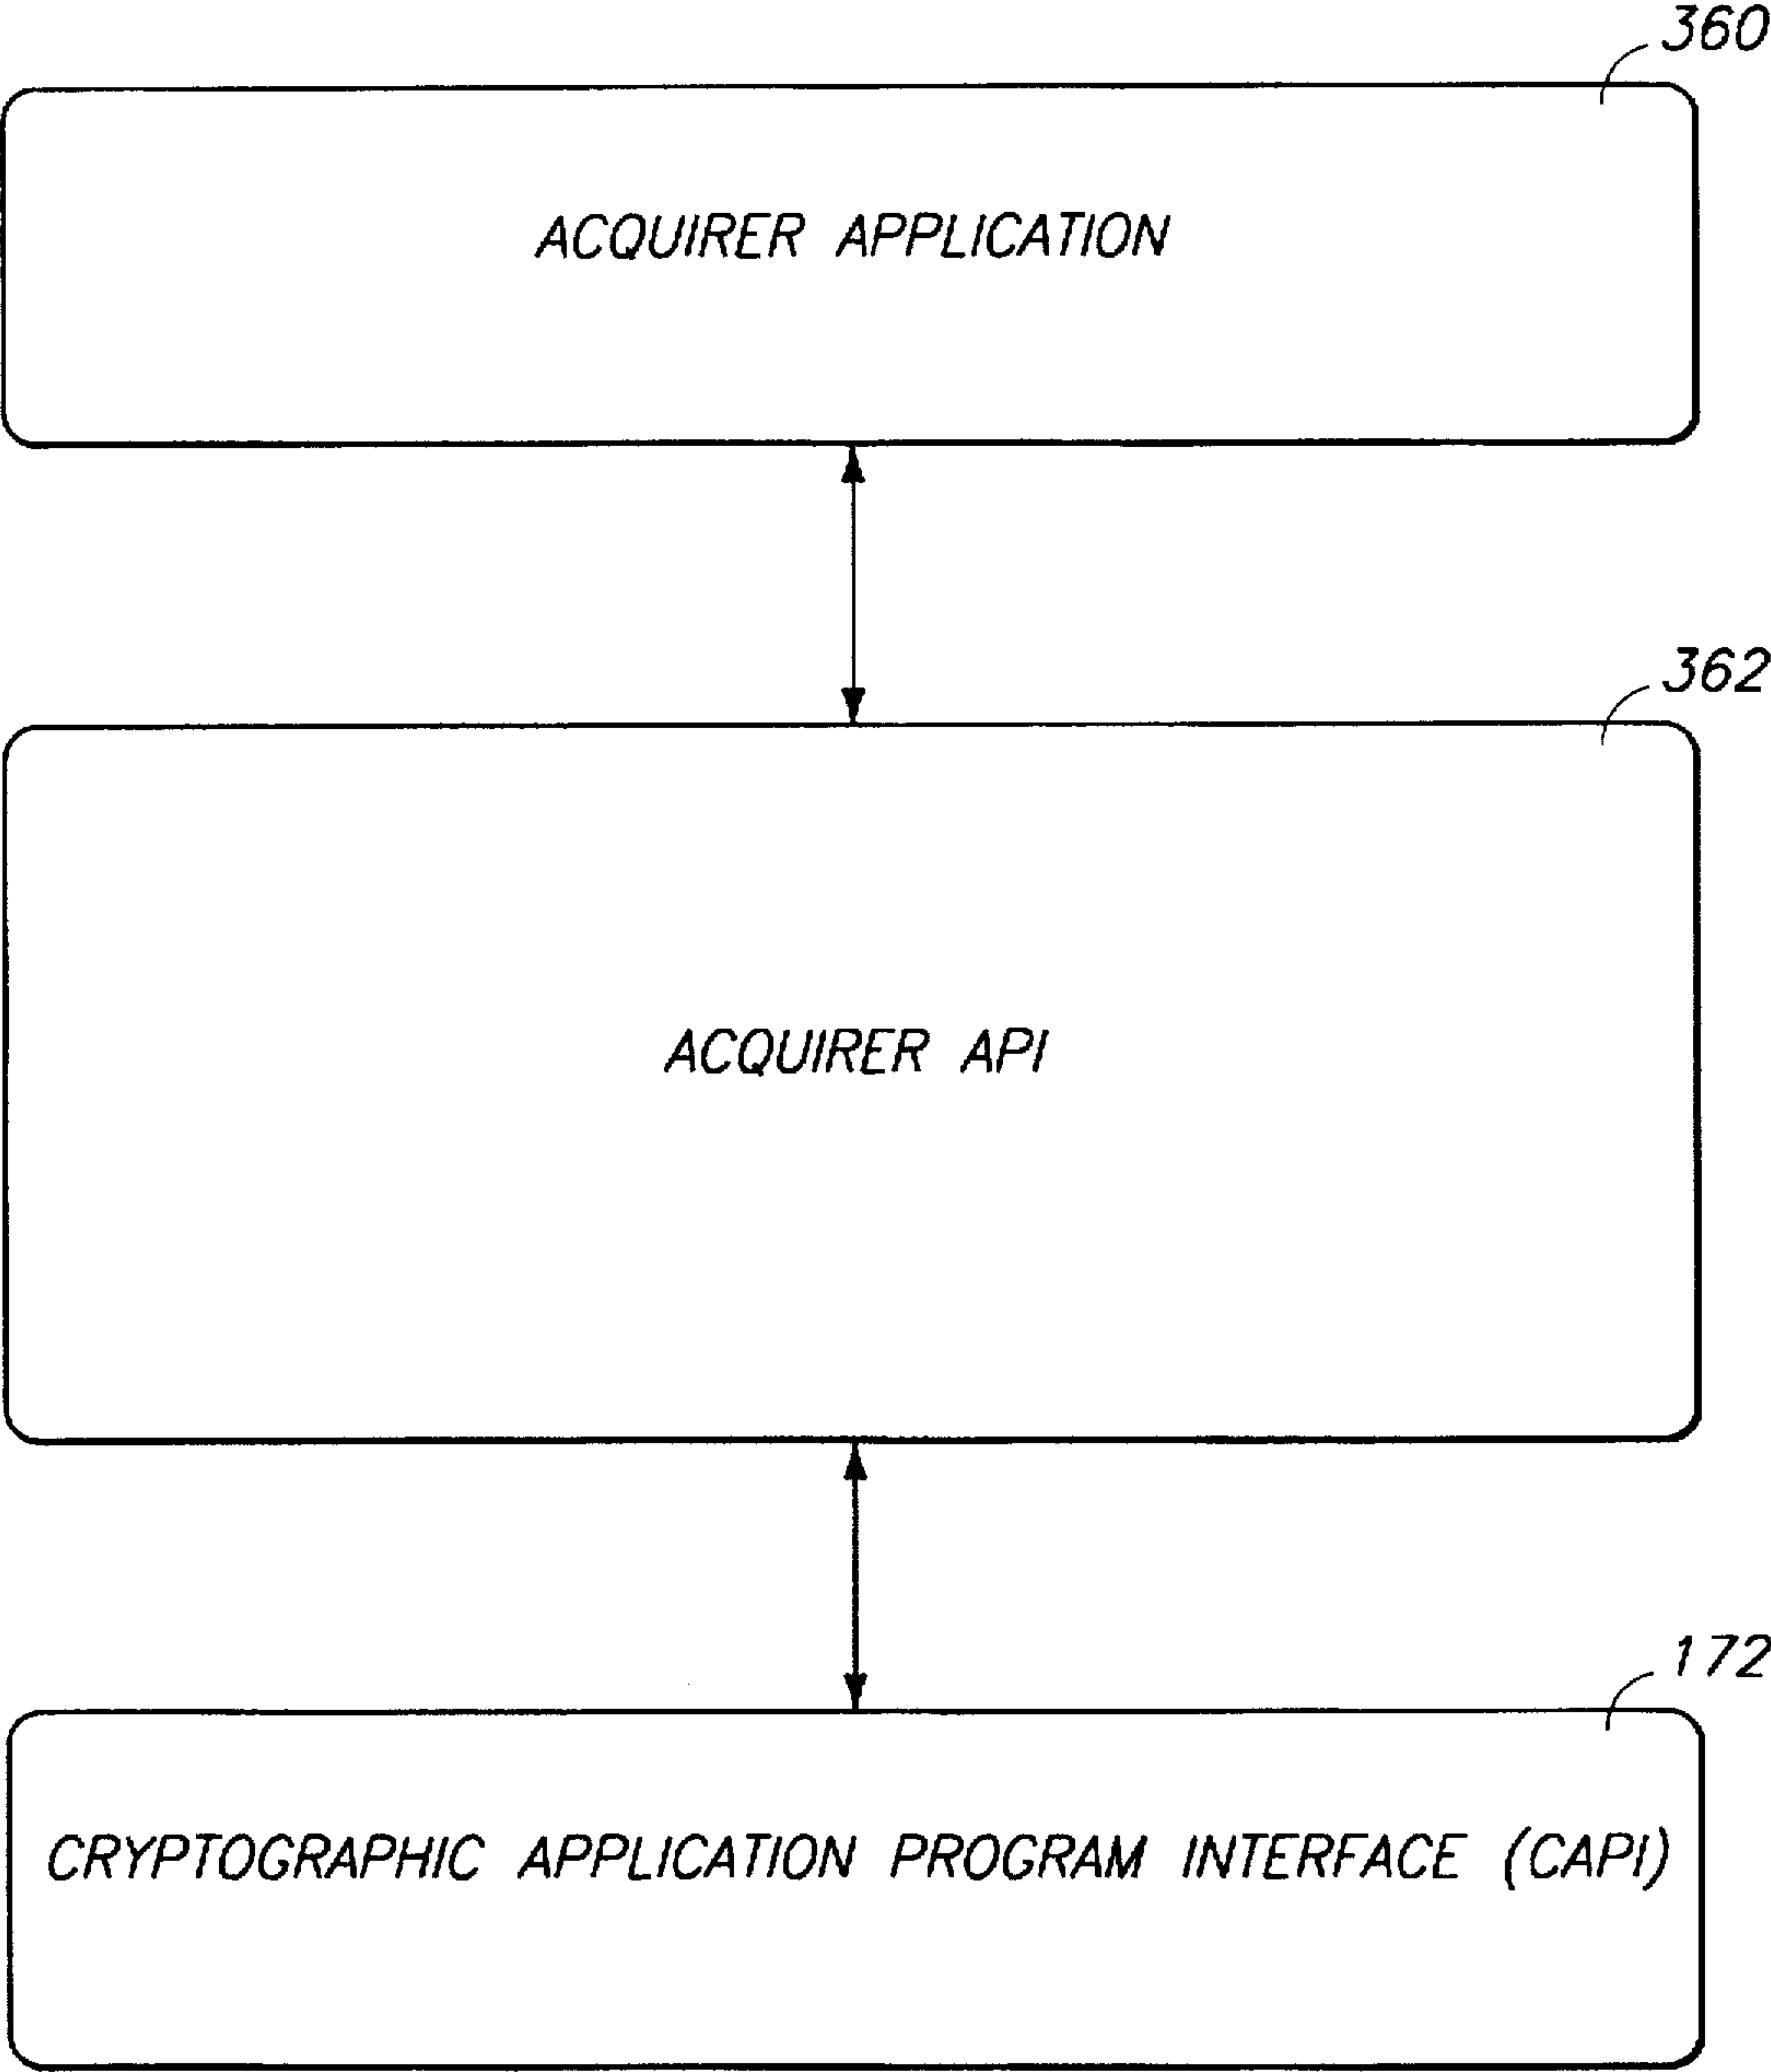 360
ACQUIRER APPLICATION
362
ACQUIRER API
172
CRYPTOGRAPHIC APPLICATION PROGRAM INTERFACE (CAPI)